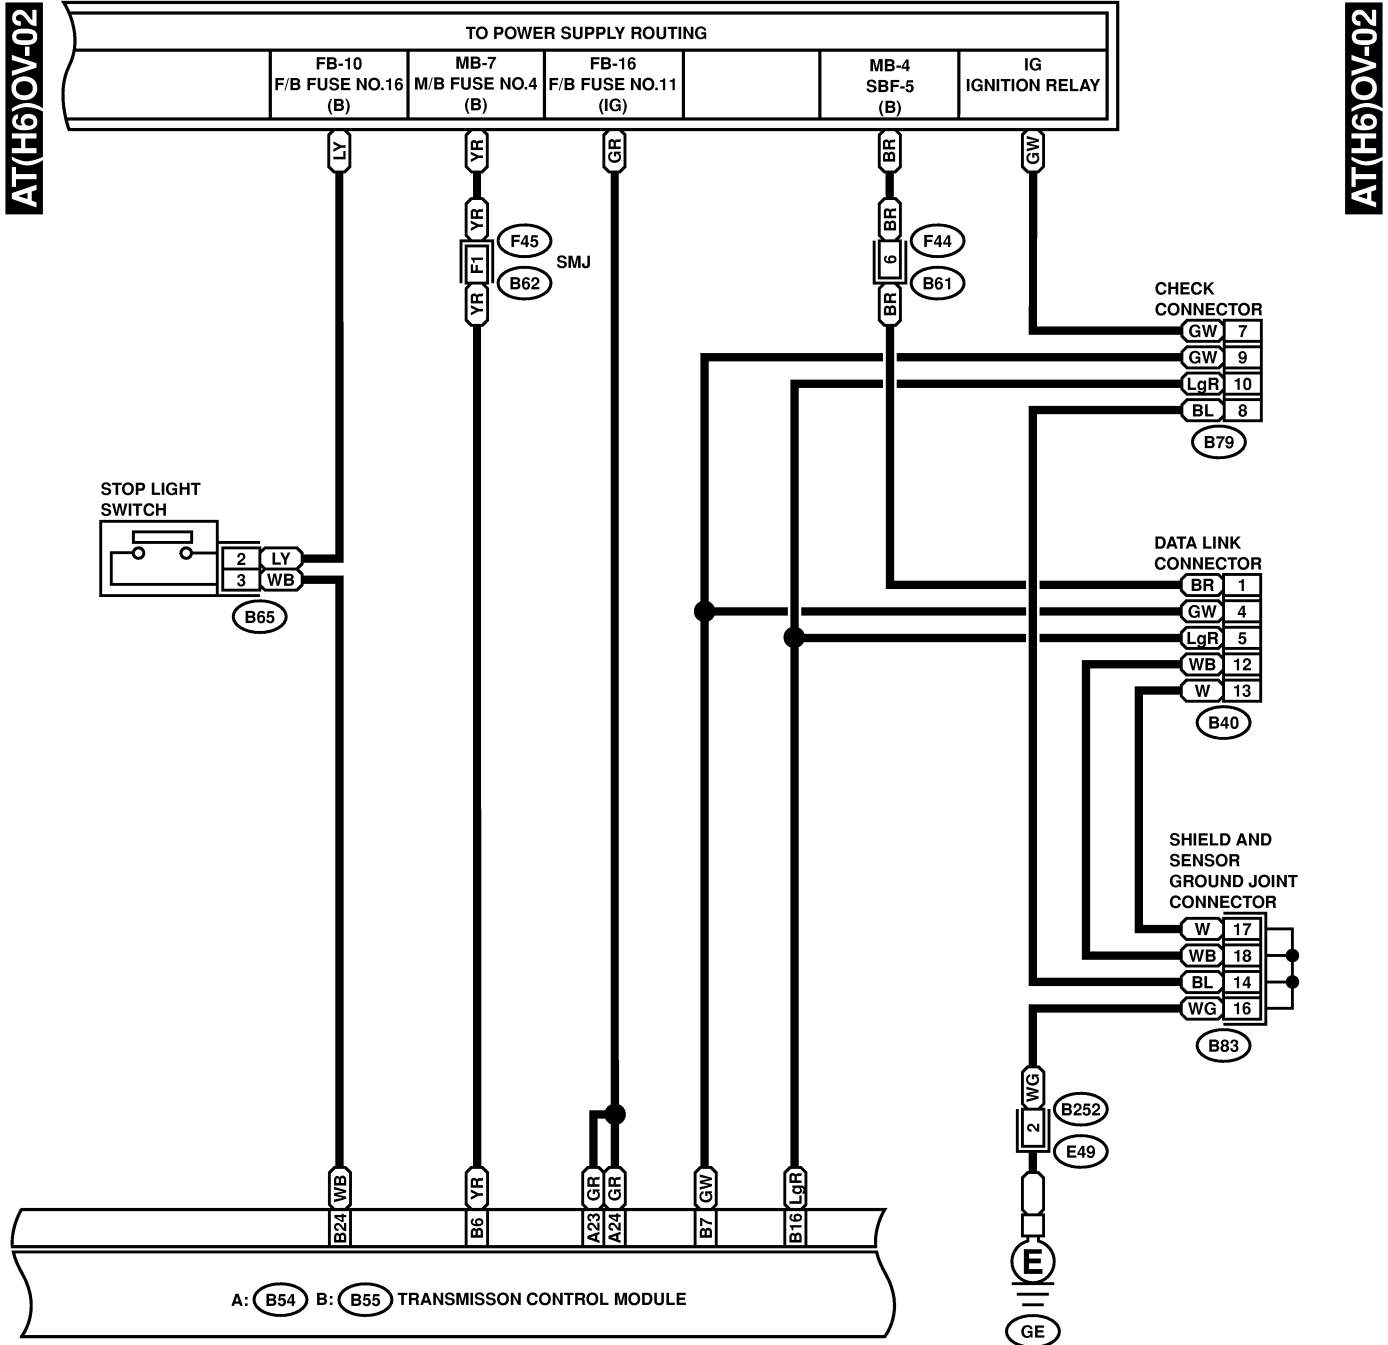 AT(H6)OV-02
AT(H6)OV-02
TO POWER SUPPLY ROUTING
FB-10
F/B FUSE NO.16
(B)
MB-7
M/B FUSE NO.4
(B)
FB-16
F/B FUSE NO.11
(IG)
MB-4
SBF-5
(B)
IG
IGNITION RELAY
LY
YR
GR
BR
GW
YR
F1
YR
F45
B62
SMJ
BR
6
BR
F44
B61
CHECK
CONNECTOR
GW 7
GW 9
LgR 10
BL 8
B79
STOP LIGHT
SWITCH
2 LY
3 WB
B65
DATA LINK
CONNECTOR
BR 1
GW 4
LgR 5
WB 12
W 13
B40
SHIELD AND
SENSOR
GROUND JOINT
CONNECTOR
W 17
WB 18
BL 14
WG 16
B83
WG
2
B252
E49
WB
YR
GR
GR
GW
LgR
B24
B6
A23
A24
B7
B16
E
GE
A: B54 B: B55 TRANSMISSON CONTROL MODULE